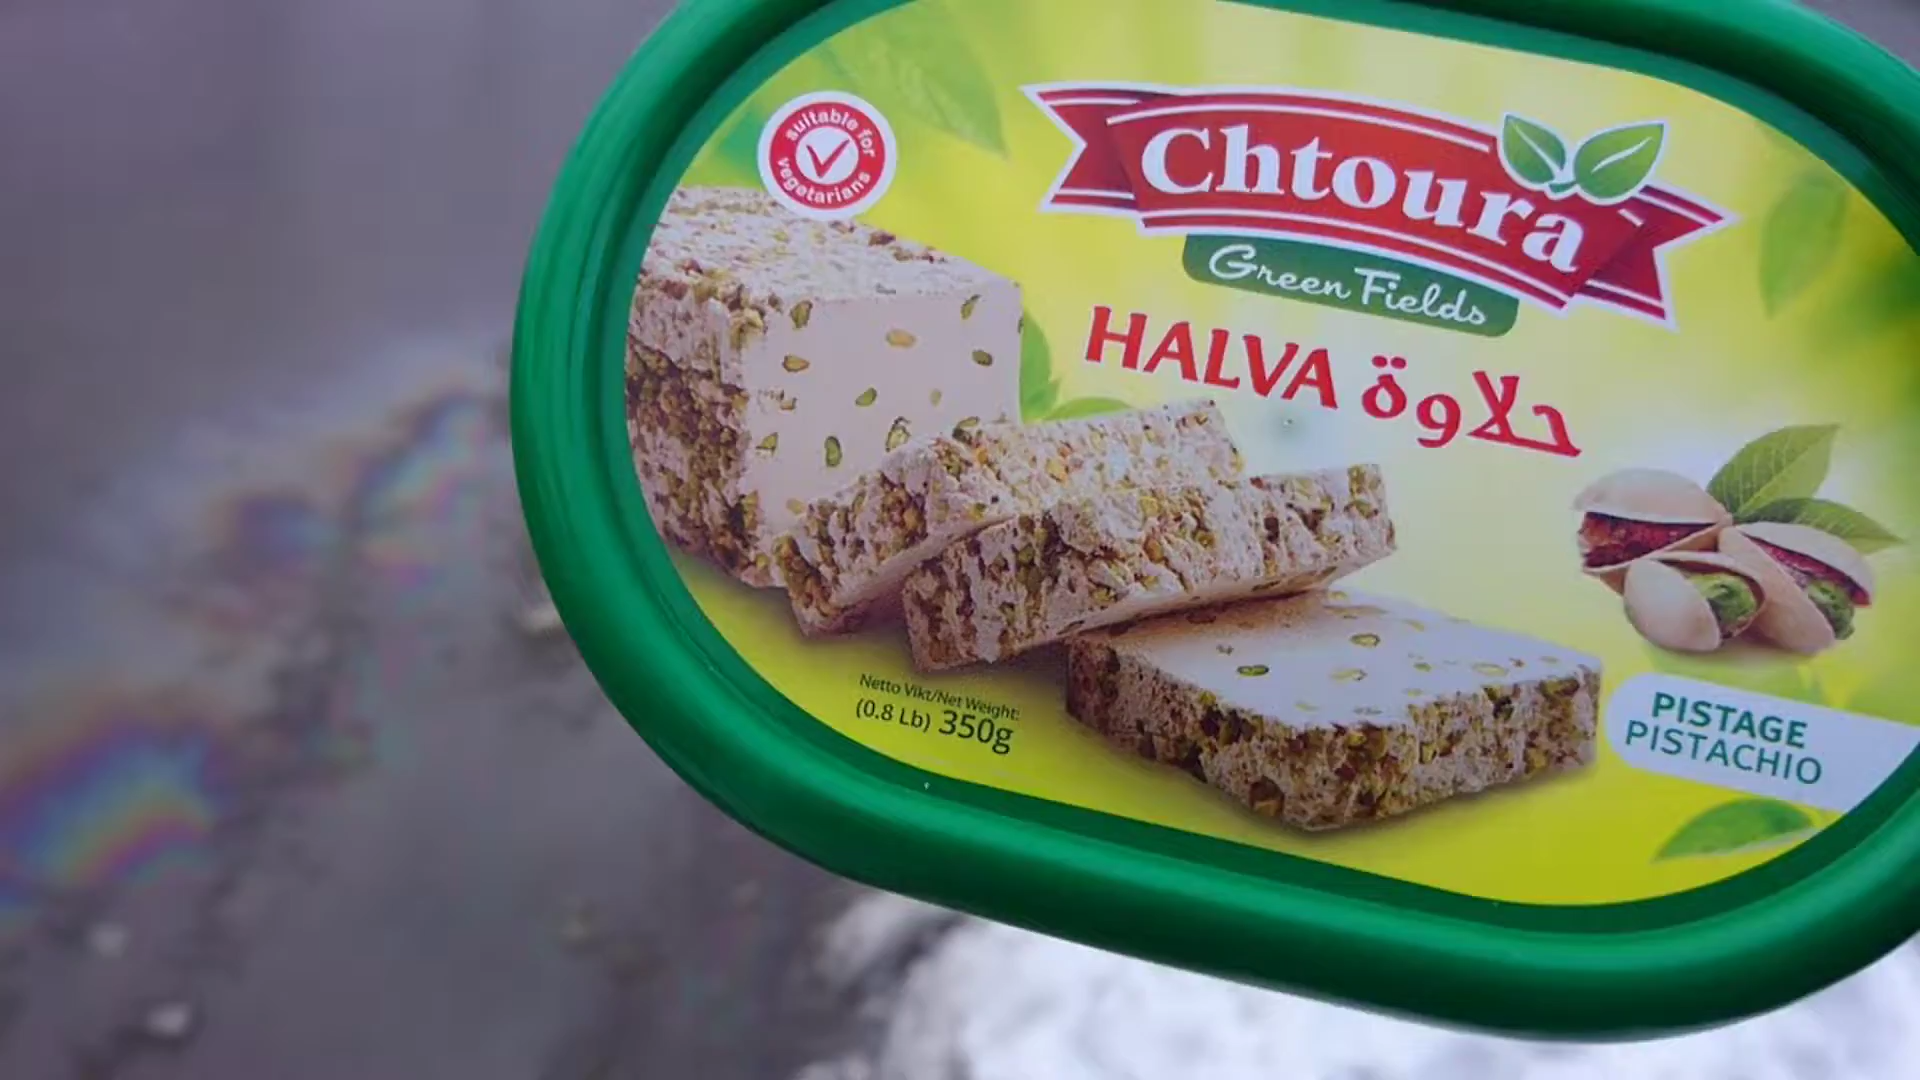 suitable for
vegetarians
Chtoura
Green Fields
HALVA حلاوة
Netto Vikt/Net Weight:
(0.8 Lb) 350g
PISTAGE
PISTACHIO